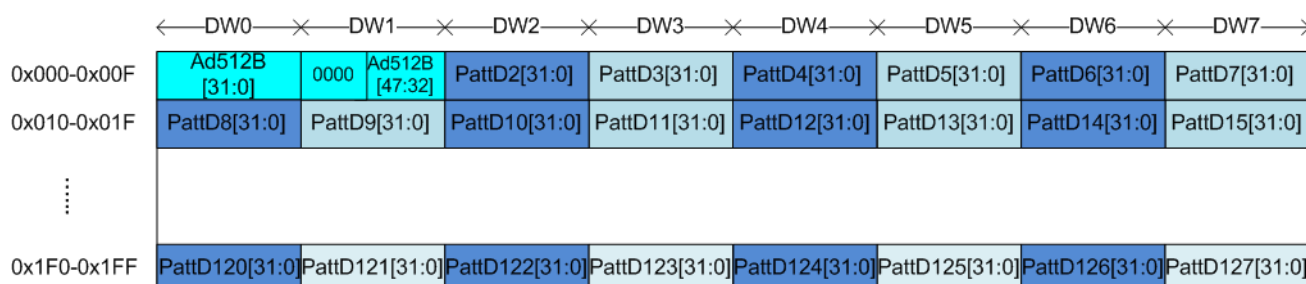 DW0 DW1 DW2 DW3 DW4 DW5 DW6 DW7
0x000-0x00F Ad512B [31:0] 0000 Ad512B [47:32] PattD2[31:0] PattD3[31:0] PattD4[31:0] PattD5[31:0] PattD6[31:0] PattD7[31:0]
0x010-0x01F PattD8[31:0] PattD9[31:0] PattD10[31:0] PattD11[31:0] PattD12[31:0] PattD13[31:0] PattD14[31:0] PattD15[31:0]
0x1F0-0x1FF PattD120[31:0] PattD121[31:0] PattD122[31:0] PattD123[31:0] PattD124[31:0] PattD125[31:0] PattD126[31:0] PattD127[31:0]